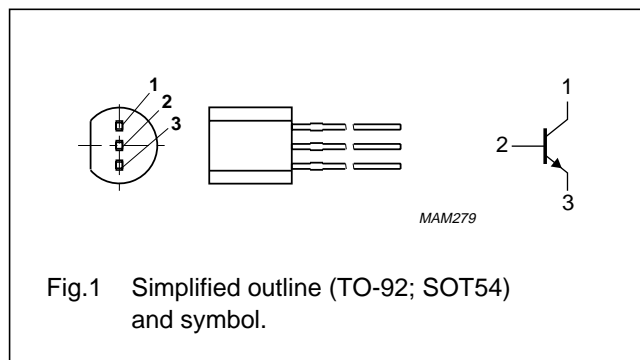 1
2
3
1
2
3
MAM279
Fig.1 Simplified outline (TO-92; SOT54)
and symbol.